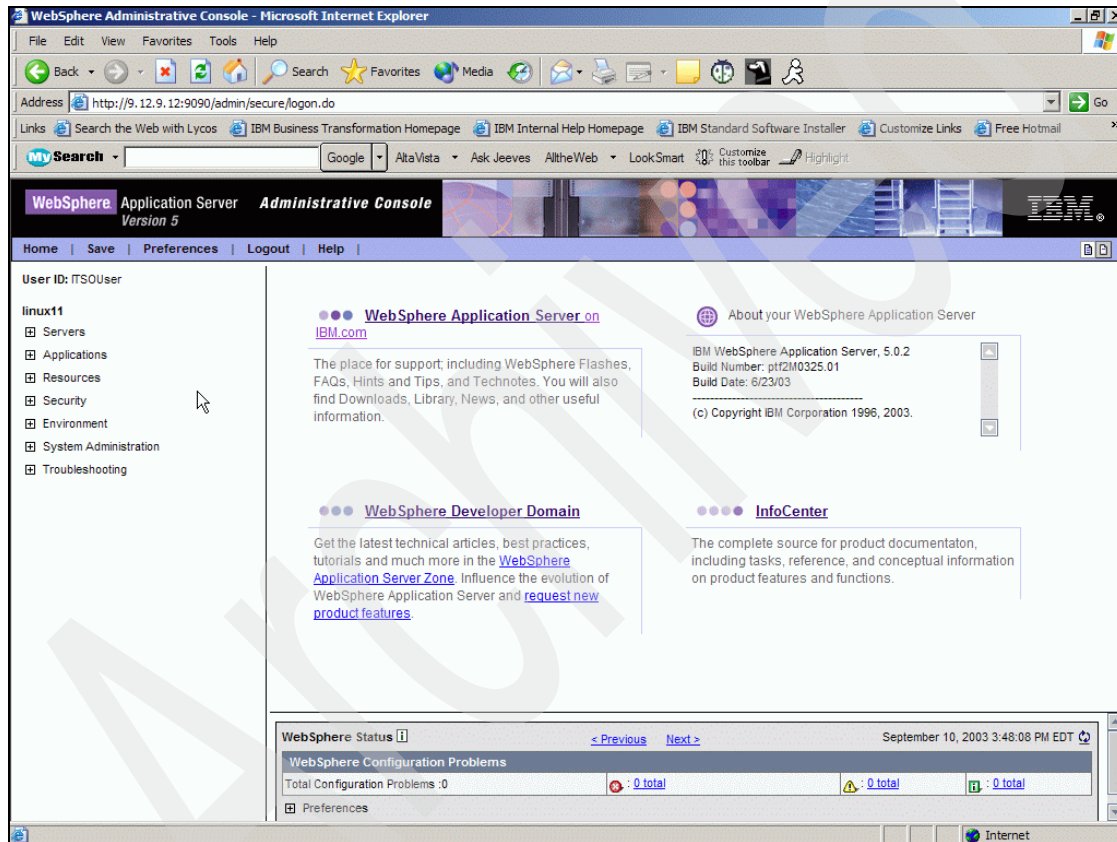 WebSphere Administrative Console - Microsoft Internet Explorer
File Edit View Favorites Tools Help
Back Search Favorites Media
Address http://9.12.9.12:9090/admin/secure/logon.do Go
Links Search the Web with Lycos IBM Business Transformation Homepage IBM Internal Help Homepage IBM Standard Software Installer Customize Links Free Hotmail »
My Search Google AltaVista Ask Jeeves AlltheWeb LookSmart Customize this toolbar Highlight
WebSphere Application Server Administrative Console IBM
Version 5
Home | Save | Preferences | Logout | Help |
User ID: ITSOUser
linux11
Servers
Applications
Resources
Security
Environment
System Administration
Troubleshooting
WebSphere Application Server on
IBM.com
The place for support; including WebSphere Flashes,
FAQs, Hints and Tips, and Technotes. You will also
find Downloads, Library, News, and other useful
information.
About your WebSphere Application Server
IBM WebSphere Application Server, 5.0.2
Build Number: ptf2M0325.01
Build Date: 6/23/03
----------------------------------------
(c) Copyright IBM Corporation 1996, 2003.
WebSphere Developer Domain
Get the latest technical articles, best practices,
tutorials and much more in the WebSphere
Application Server Zone. Influence the evolution of
WebSphere Application Server and request new
product features.
InfoCenter
The complete source for product documentaton,
including tasks, reference, and conceptual information
on product features and functions.
WebSphere Status i < Previous Next > September 10, 2003 3:48:08 PM EDT
WebSphere Configuration Problems
Total Configuration Problems :0 : 0 total : 0 total : 0 total
Preferences
Internet
Archived